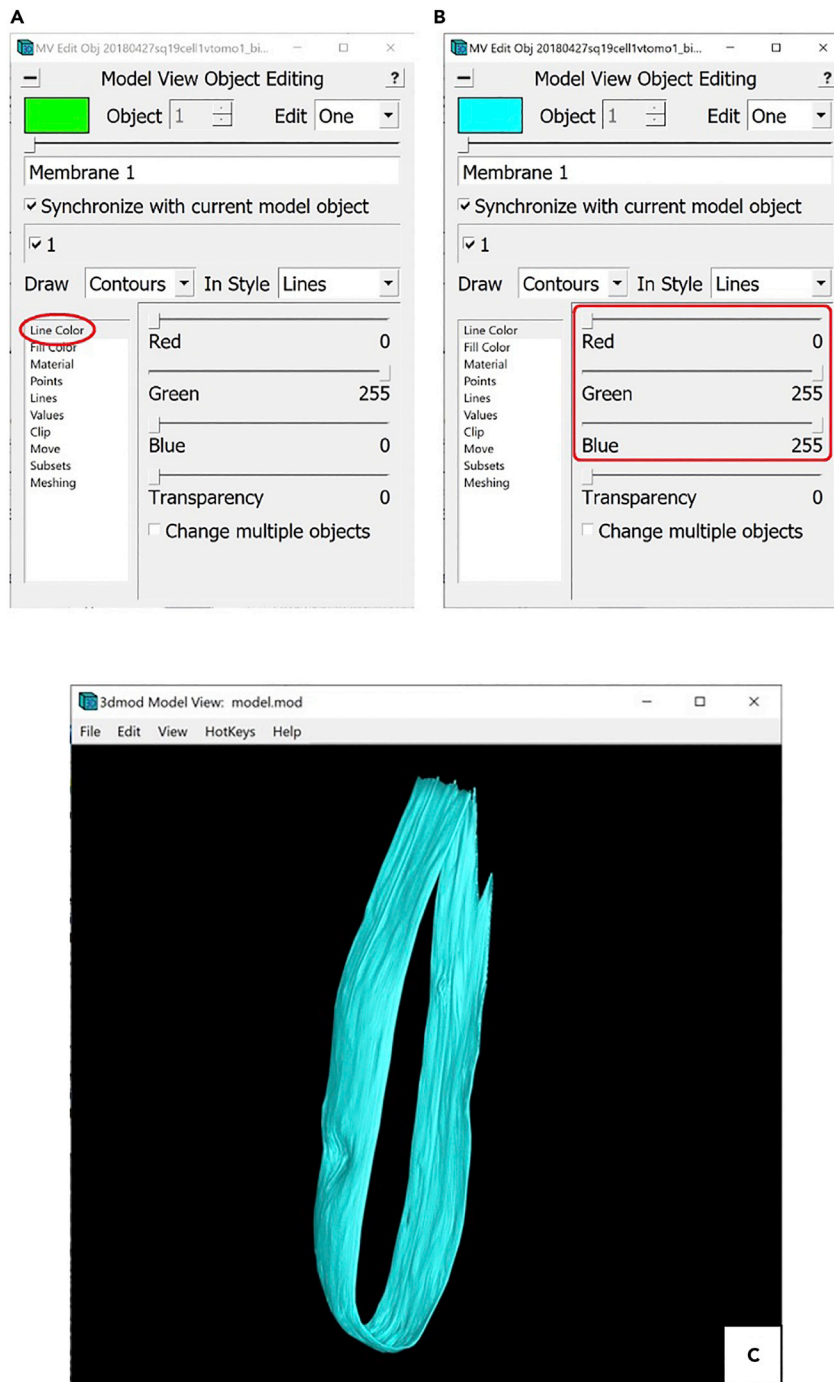 A
MV Edit Obj 20180427sq19cell1vtomo1_bi...
Model View Object Editing ?
Object 1 Edit One
Membrane 1
Synchronize with current model object
1
Draw Contours In Style Lines
Line Color
Fill Color
Material
Points
Lines
Values
Clip
Move
Subsets
Meshing
Red 0
Green 255
Blue 0
Transparency 0
Change multiple objects
B
MV Edit Obj 20180427sq19cell1vtomo1_bi...
Model View Object Editing ?
Object 1 Edit One
Membrane 1
Synchronize with current model object
1
Draw Contours In Style Lines
Line Color
Fill Color
Material
Points
Lines
Values
Clip
Move
Subsets
Meshing
Red 0
Green 255
Blue 255
Transparency 0
Change multiple objects
3dmod Model View: model.mod
File Edit View HotKeys Help
C